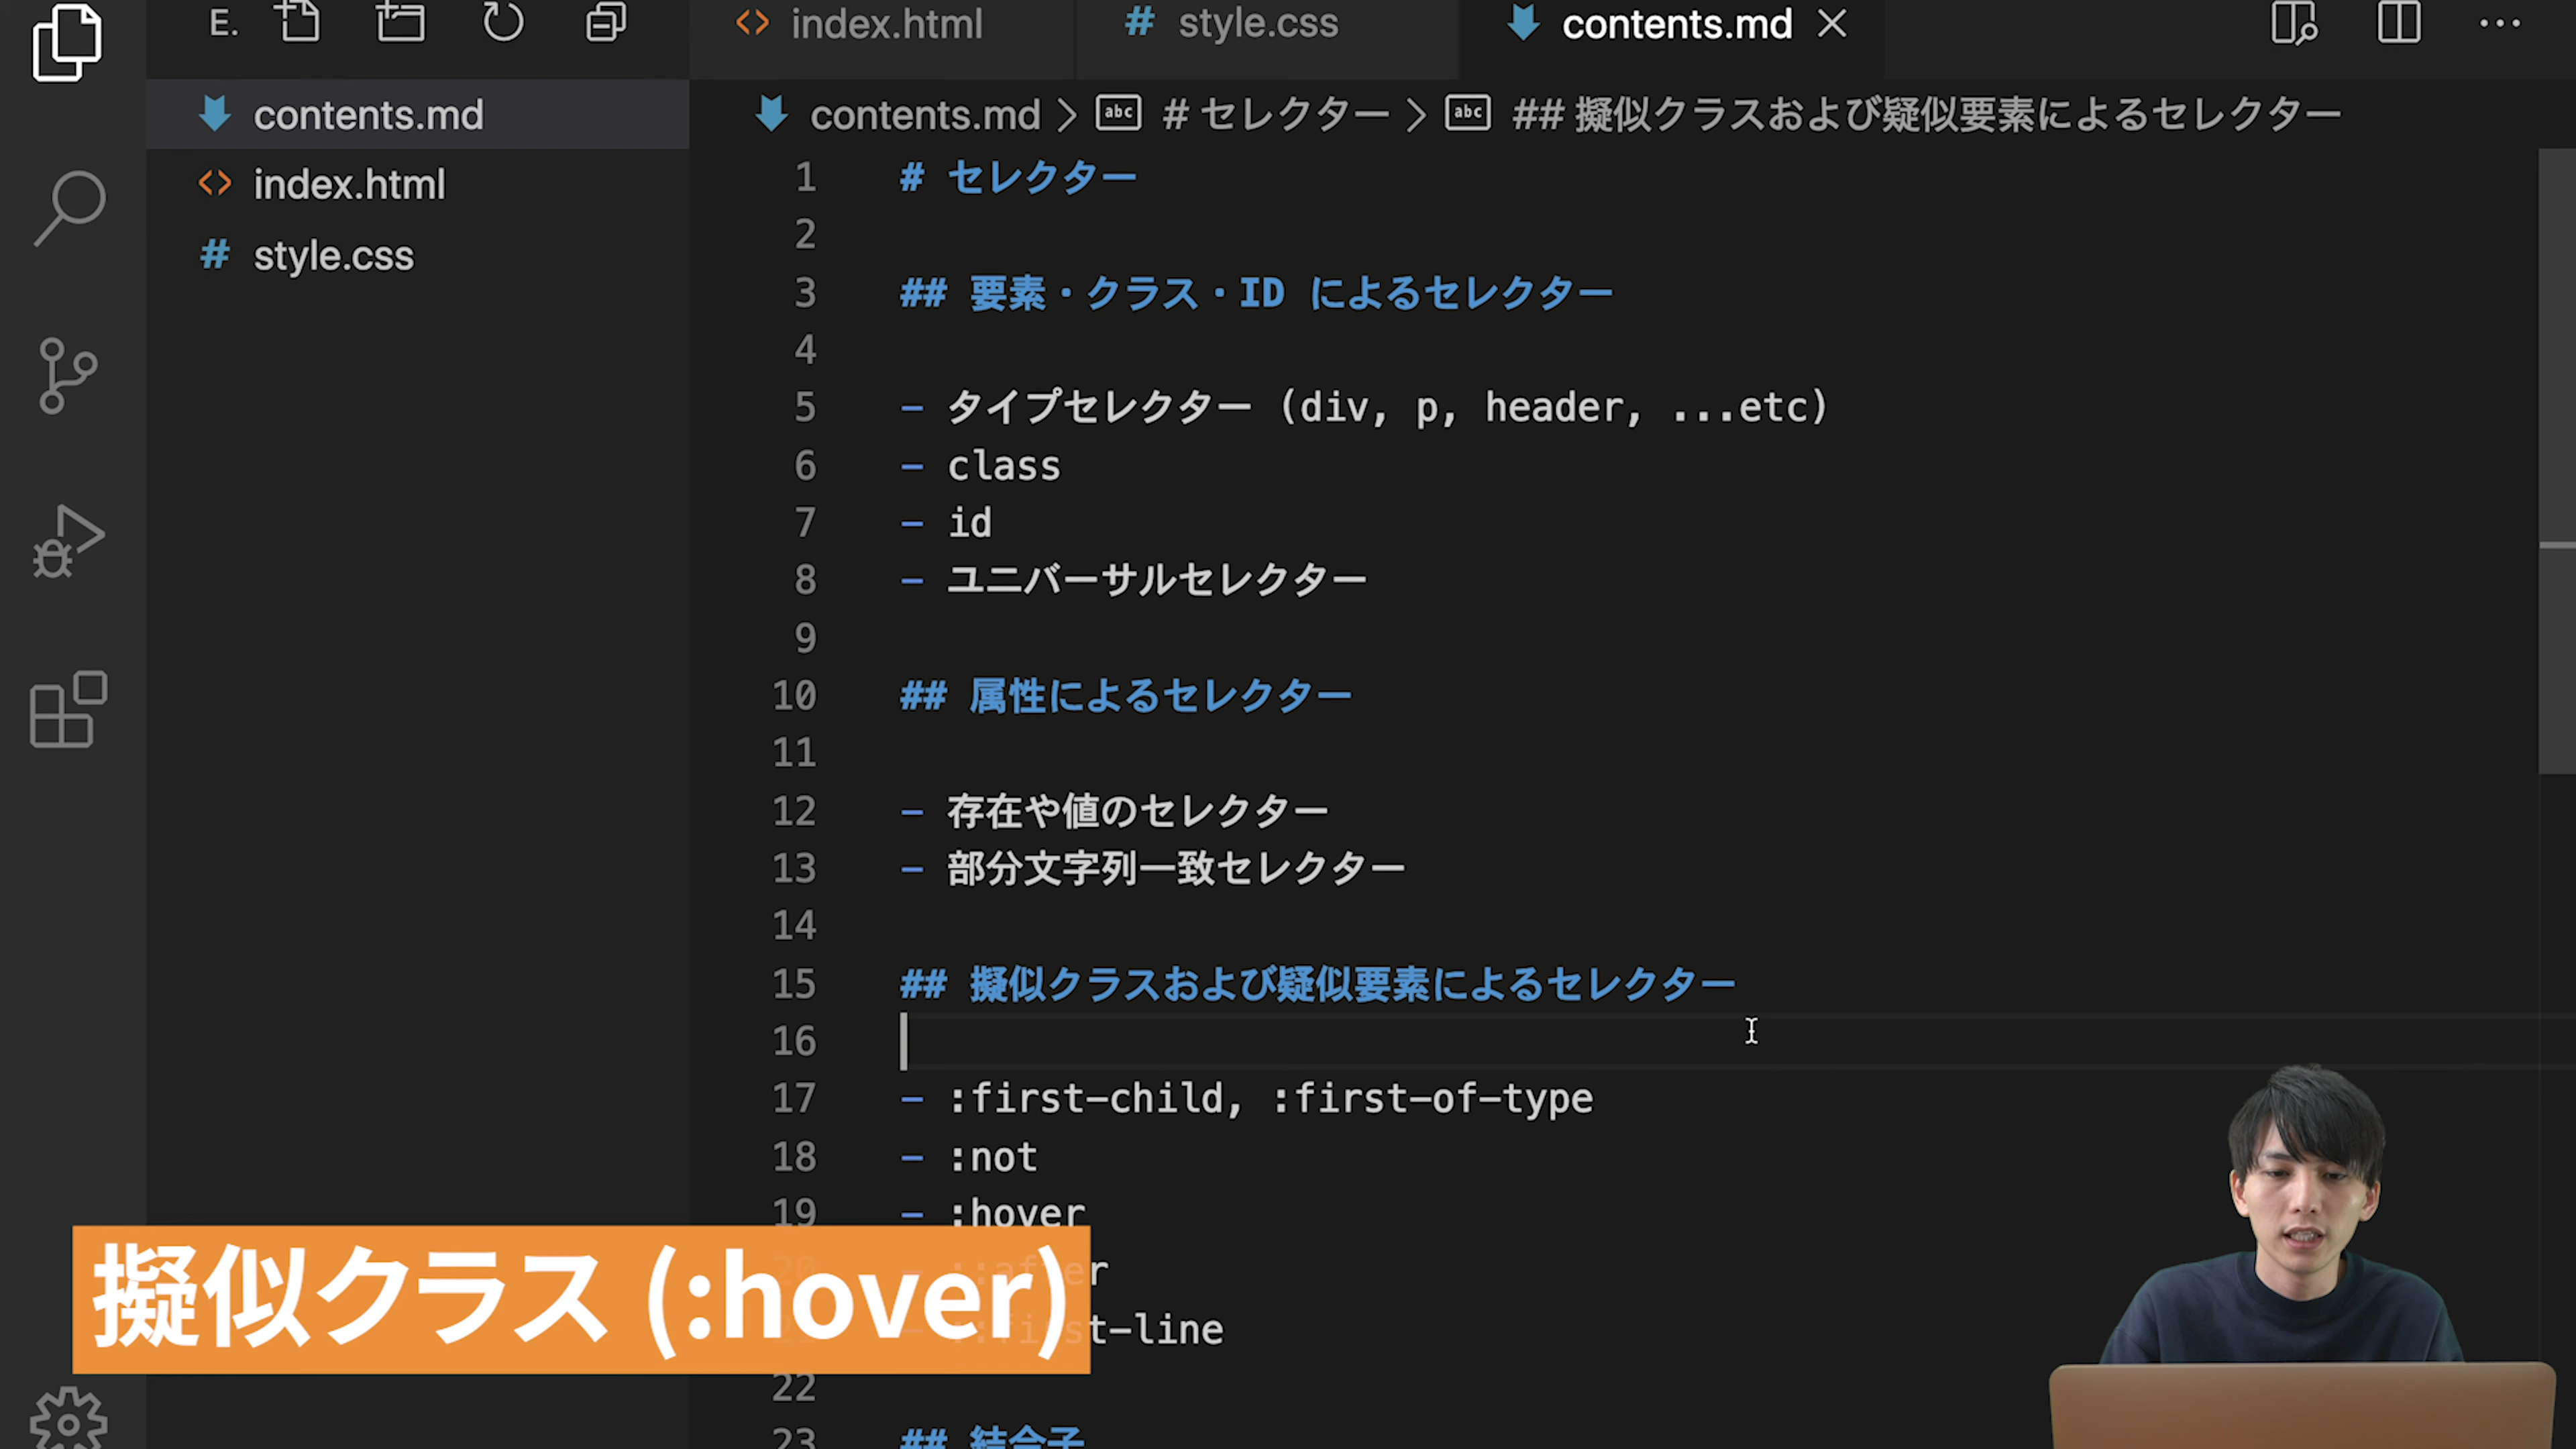 E.
index.html
style.css
contents.md
contents.md
index.html
style.css
contents.md > # セレクター > ## 擬似クラスおよび疑似要素によるセレクター
1 # セレクター
2
3 ## 要素・クラス・ID によるセレクター
4
5 - タイプセレクター (div, p, header, ...etc)
6 - class
7 - id
8 - ユニバーサルセレクター
9
10 ## 属性によるセレクター
11
12 - 存在や値のセレクター
13 - 部分文字列一致セレクター
14
15 ## 擬似クラスおよび疑似要素によるセレクター
16
17 - :first-child, :first-of-type
18 - :not
19 - :hover
20 - ::after
- ::first-line
22
23 ## 結合子
擬似クラス (:hover)